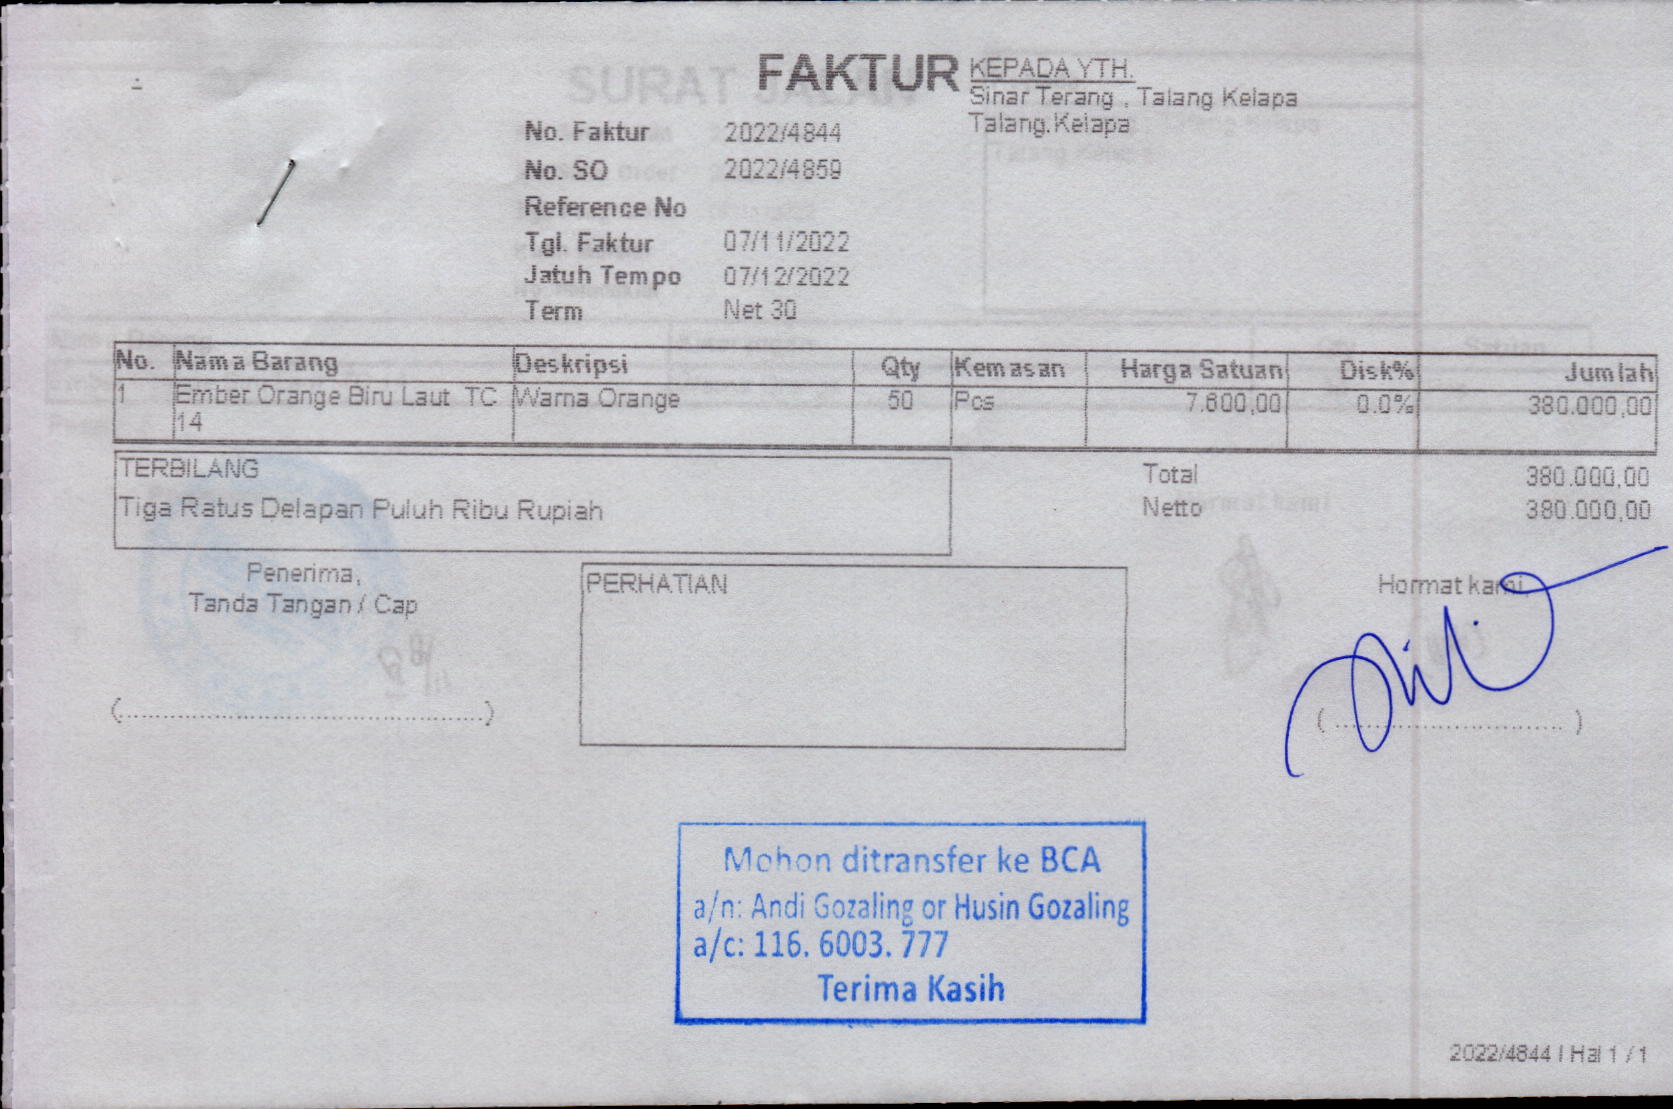 FAKTUR
KEPADA YTH.
Sinar Terang , Talang Kelapa
Talang.Kelapa
No. Faktur 2022/4844
No. SO 2022/4859
Reference No
Tgl. Faktur 07/11/2022
Jatuh Tempo 07/12/2022
Term Net 30
No. Nama Barang Deskripsi Qty Kemasan Harga Satuan Disk% Jumlah
1 Ember Orange Biru Laut TC Warna Orange 50 Pcs 7.600,00 0.0% 380.000,00
14
TERBILANG
Tiga Ratus Delapan Puluh Ribu Rupiah
Total 380.000,00
Netto 380.000,00
Penerima,
Tanda Tangan / Cap
(................................................)
PERHATIAN
Hormat kami,
( .............................. )
Mohon ditransfer ke BCA
a/n: Andi Gozaling or Husin Gozaling
a/c: 116. 6003. 777
Terima Kasih
2022/4844 | Hal 1 / 1